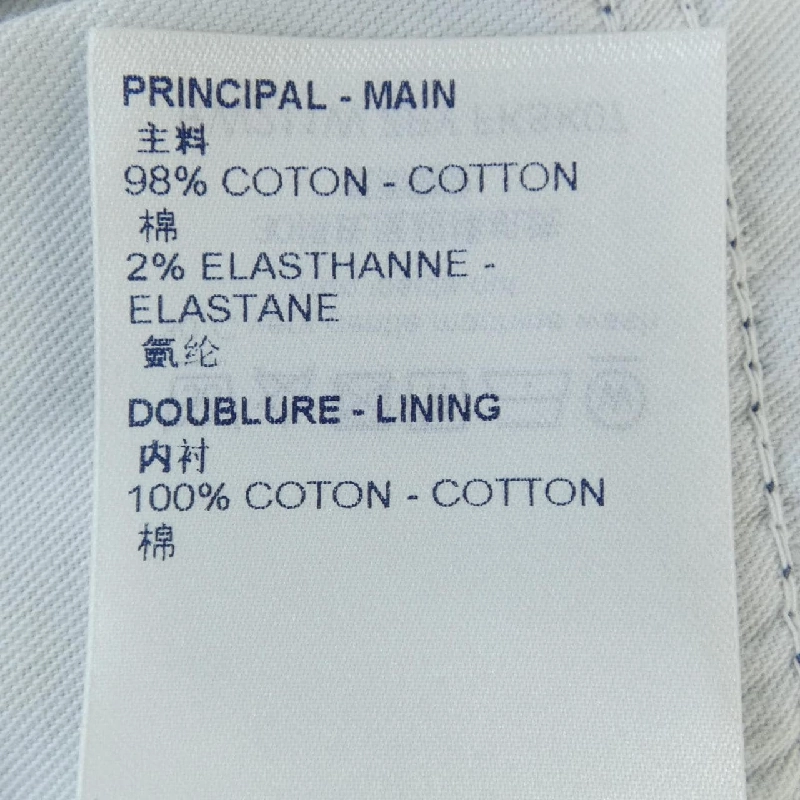 PRINCIPAL - MAIN
主料
98% COTON - COTTON
棉
2% ELASTHANNE -
ELASTANE
氨纶
DOUBLURE - LINING
内衬
100% COTON - COTTON
棉